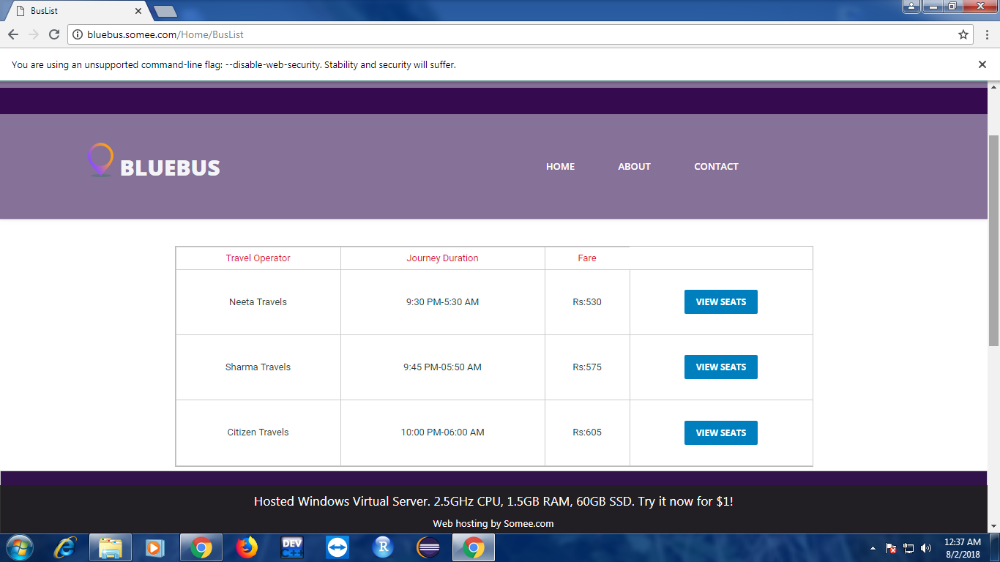 BusList
bluebus.somee.com/Home/BusList
You are using an unsupported command-line flag: --disable-web-security. Stability and security will suffer.
BLUEBUS
HOME ABOUT CONTACT
Travel Operator Journey Duration Fare
Neeta Travels 9:30 PM-5:30 AM Rs:530 VIEW SEATS
Sharma Travels 9:45 PM-05:50 AM Rs:575 VIEW SEATS
Citizen Travels 10:00 PM-06:00 AM Rs:605 VIEW SEATS
Hosted Windows Virtual Server. 2.5GHz CPU, 1.5GB RAM, 60GB SSD. Try it now for $1!
Web hosting by Somee.com
DEV
C++
R
12:37 AM
8/2/2018